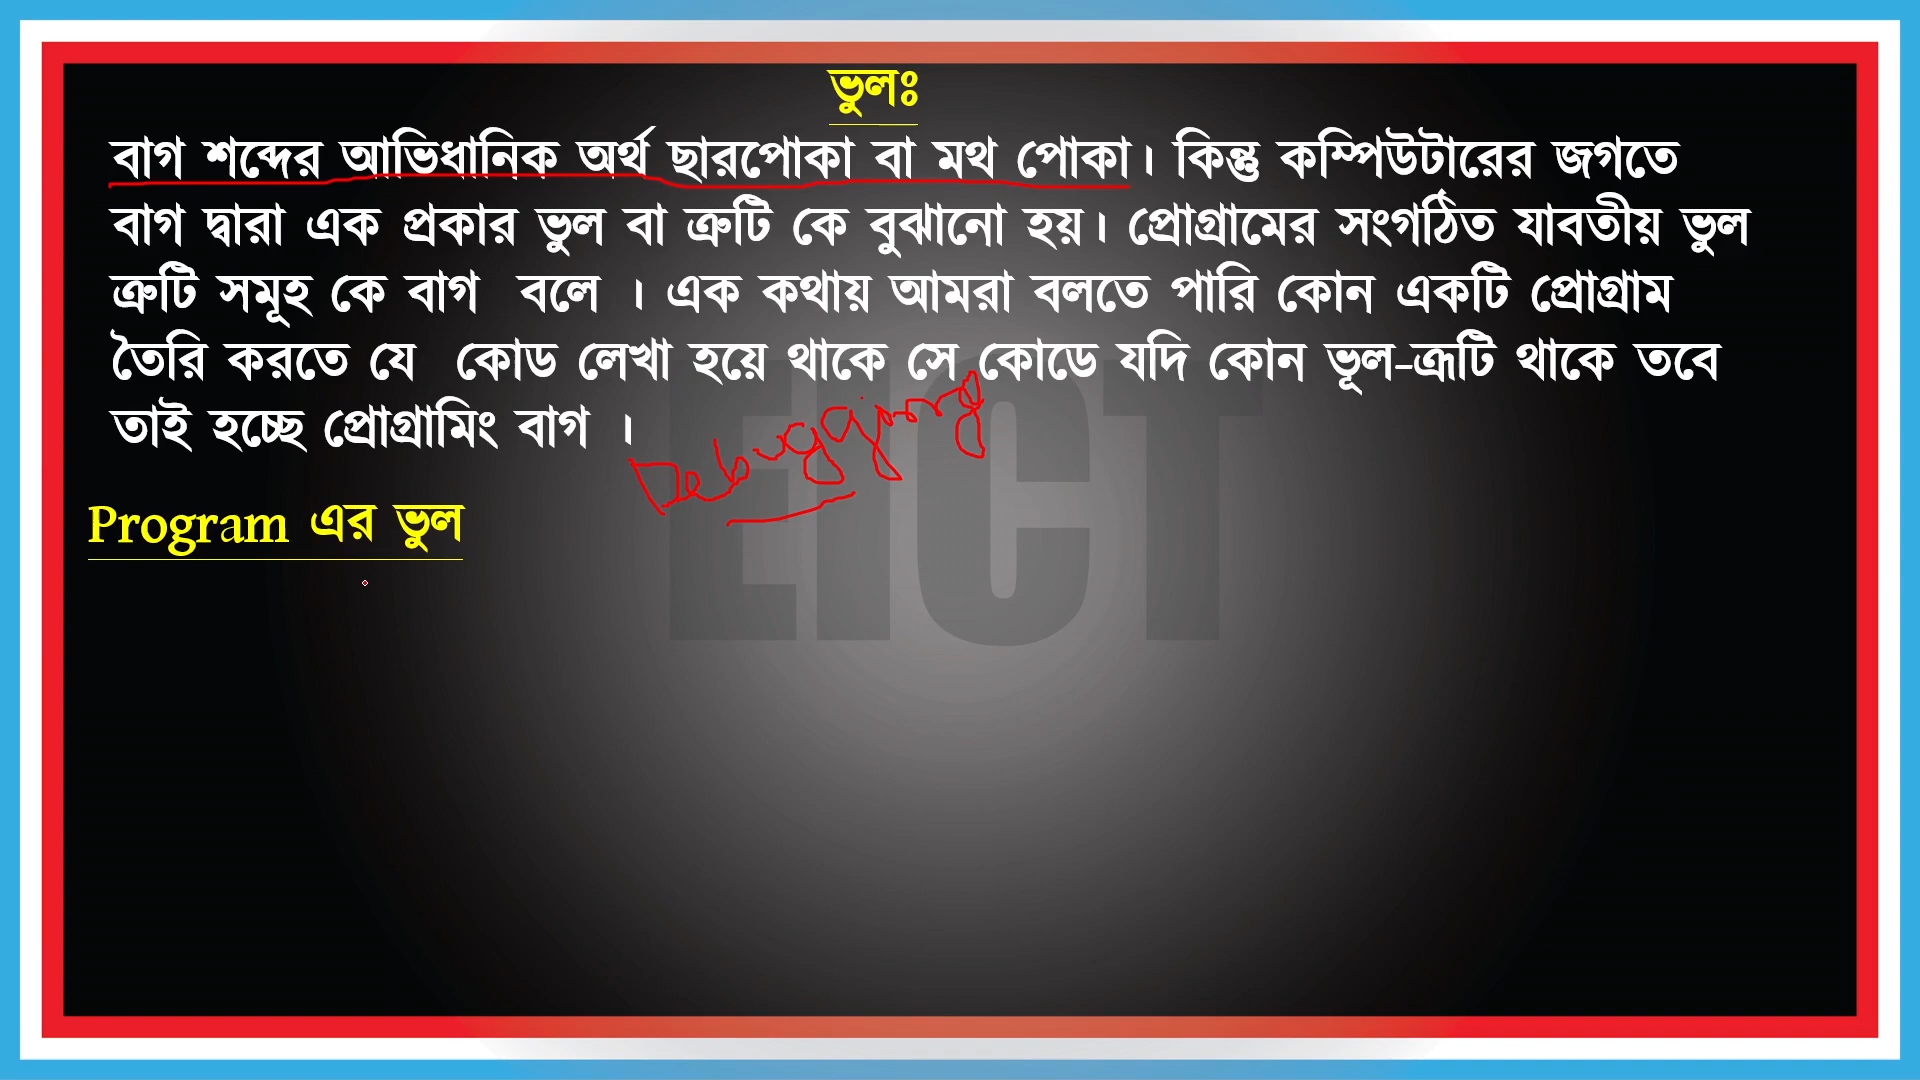 ভুলঃ
বাগ শব্দের আভিধানিক অর্থ ছারপোকা বা মথ পোকা। কিন্তু কম্পিউটারের জগতে
বাগ দ্বারা এক প্রকার ভুল বা ত্রুটি কে বুঝানো হয়। প্রোগ্রামের সংগঠিত যাবতীয় ভুল
ত্রুটি সমূহ কে বাগ বলে । এক কথায় আমরা বলতে পারি কোন একটি প্রোগ্রাম
তৈরি করতে যে কোড লেখা হয়ে থাকে সে কোডে যদি কোন ভূল-ত্রূটি থাকে তবে
তাই হচ্ছে প্রোগ্রামিং বাগ ।
Debugging
Program এর ভুল
EICT